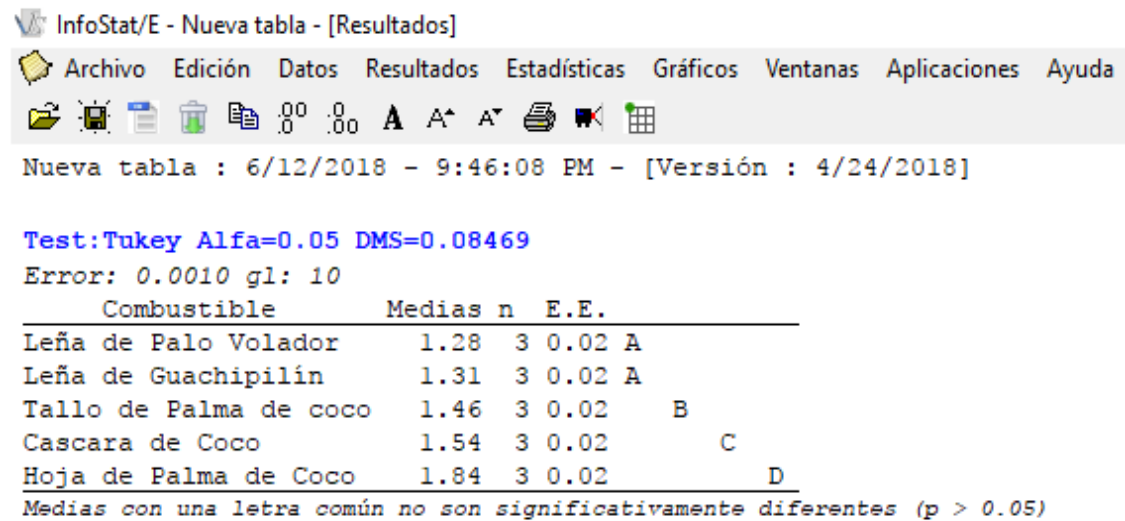 InfoStat/E - Nueva tabla - [Resultados]
Archivo Edición Datos Resultados Estadísticas Gráficos Ventanas Aplicaciones Ayuda
Nueva tabla : 6/12/2018 - 9:46:08 PM - [Versión : 4/24/2018]
Test:Tukey Alfa=0.05 DMS=0.08469
Error: 0.0010 gl: 10
Combustible Medias n E.E.
Leña de Palo Volador 1.28 3 0.02 A
Leña de Guachipilín 1.31 3 0.02 A
Tallo de Palma de coco 1.46 3 0.02 B
Cascara de Coco 1.54 3 0.02 C
Hoja de Palma de Coco 1.84 3 0.02 D
Medias con una letra común no son significativamente diferentes (p > 0.05)